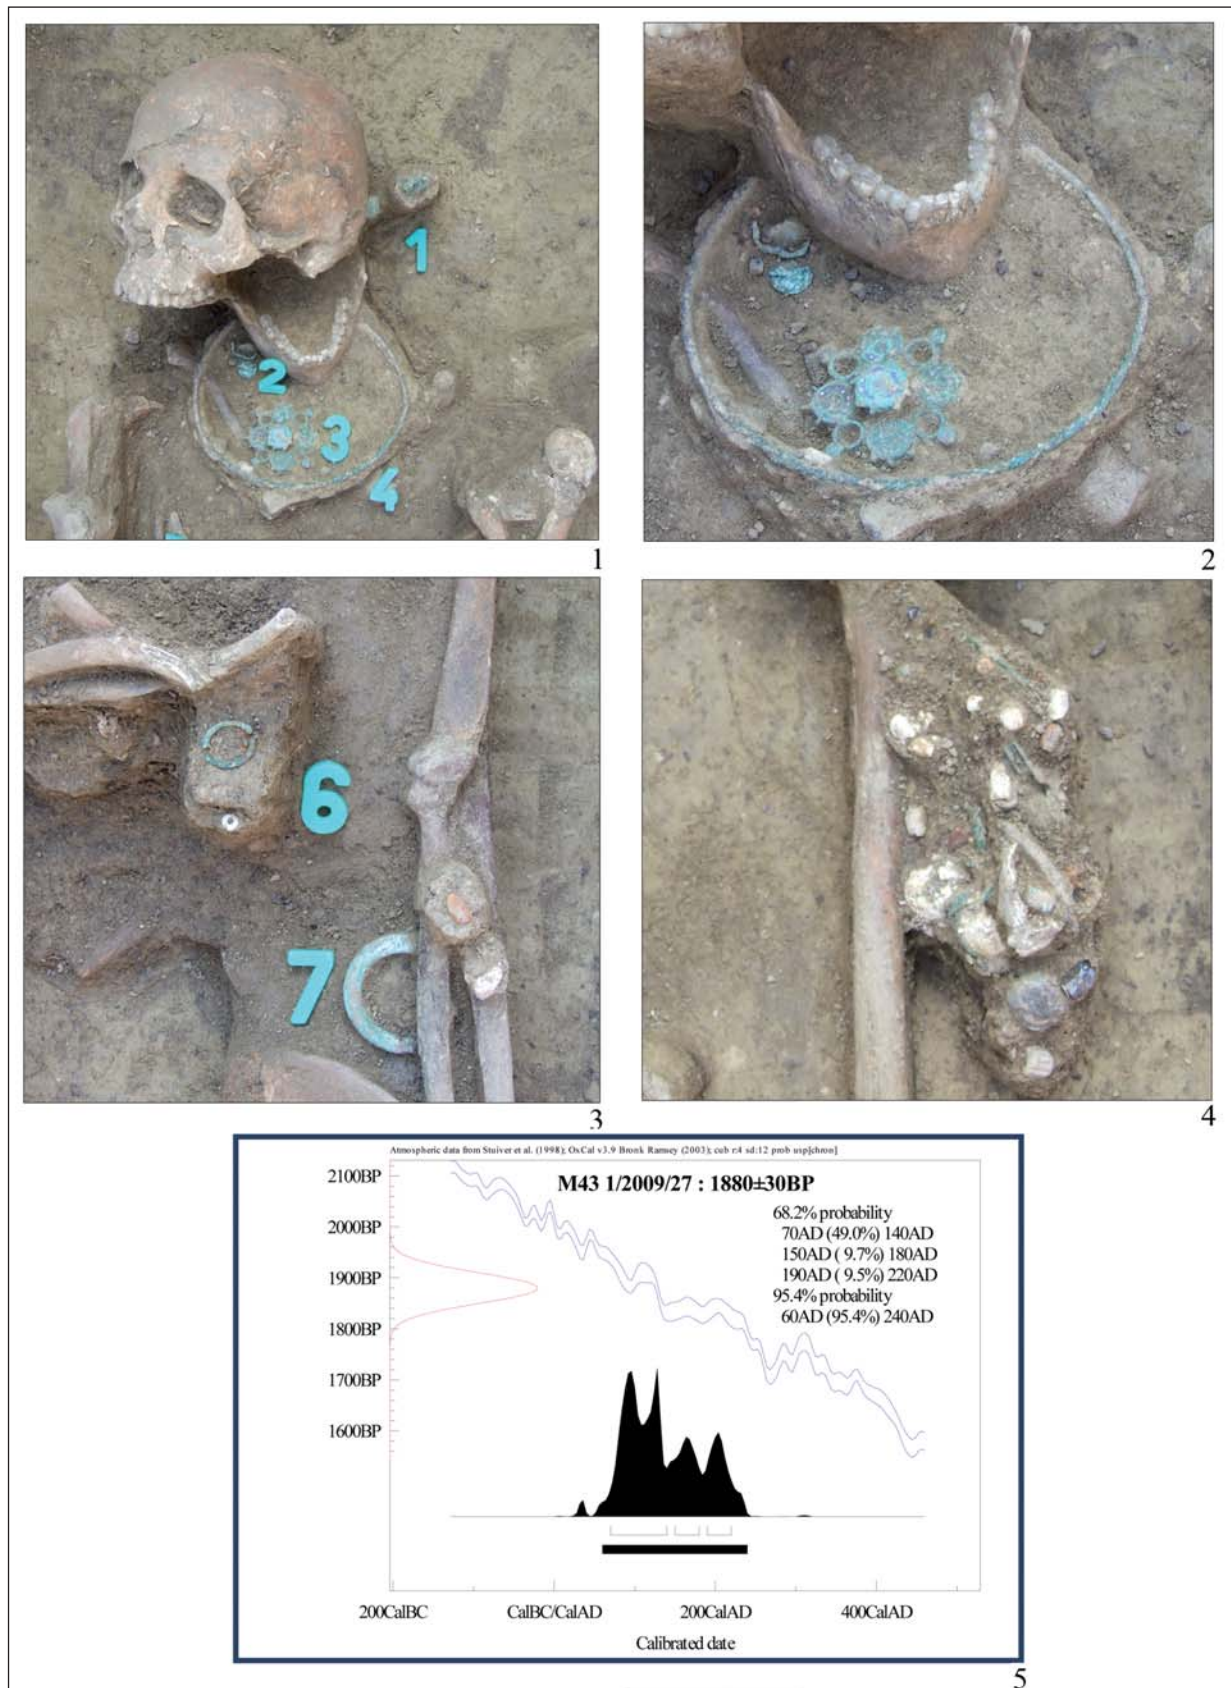 1
2
3
4
1
2
6
7
3
4
Atmospheric data from Stuiver et al. (1998); OxCal v3.9 Bronk Ramsey (2003); cub r:4 sd:12 prob usp[chron]
M43 1/2009/27 : 1880±30BP
68.2% probability
70AD (49.0%) 140AD
150AD ( 9.7%) 180AD
190AD ( 9.5%) 220AD
95.4% probability
60AD (95.4%) 240AD
2100BP
2000BP
1900BP
1800BP
1700BP
1600BP
200CalBC
CalBC/CalAD
200CalAD
400CalAD
Calibrated date
5